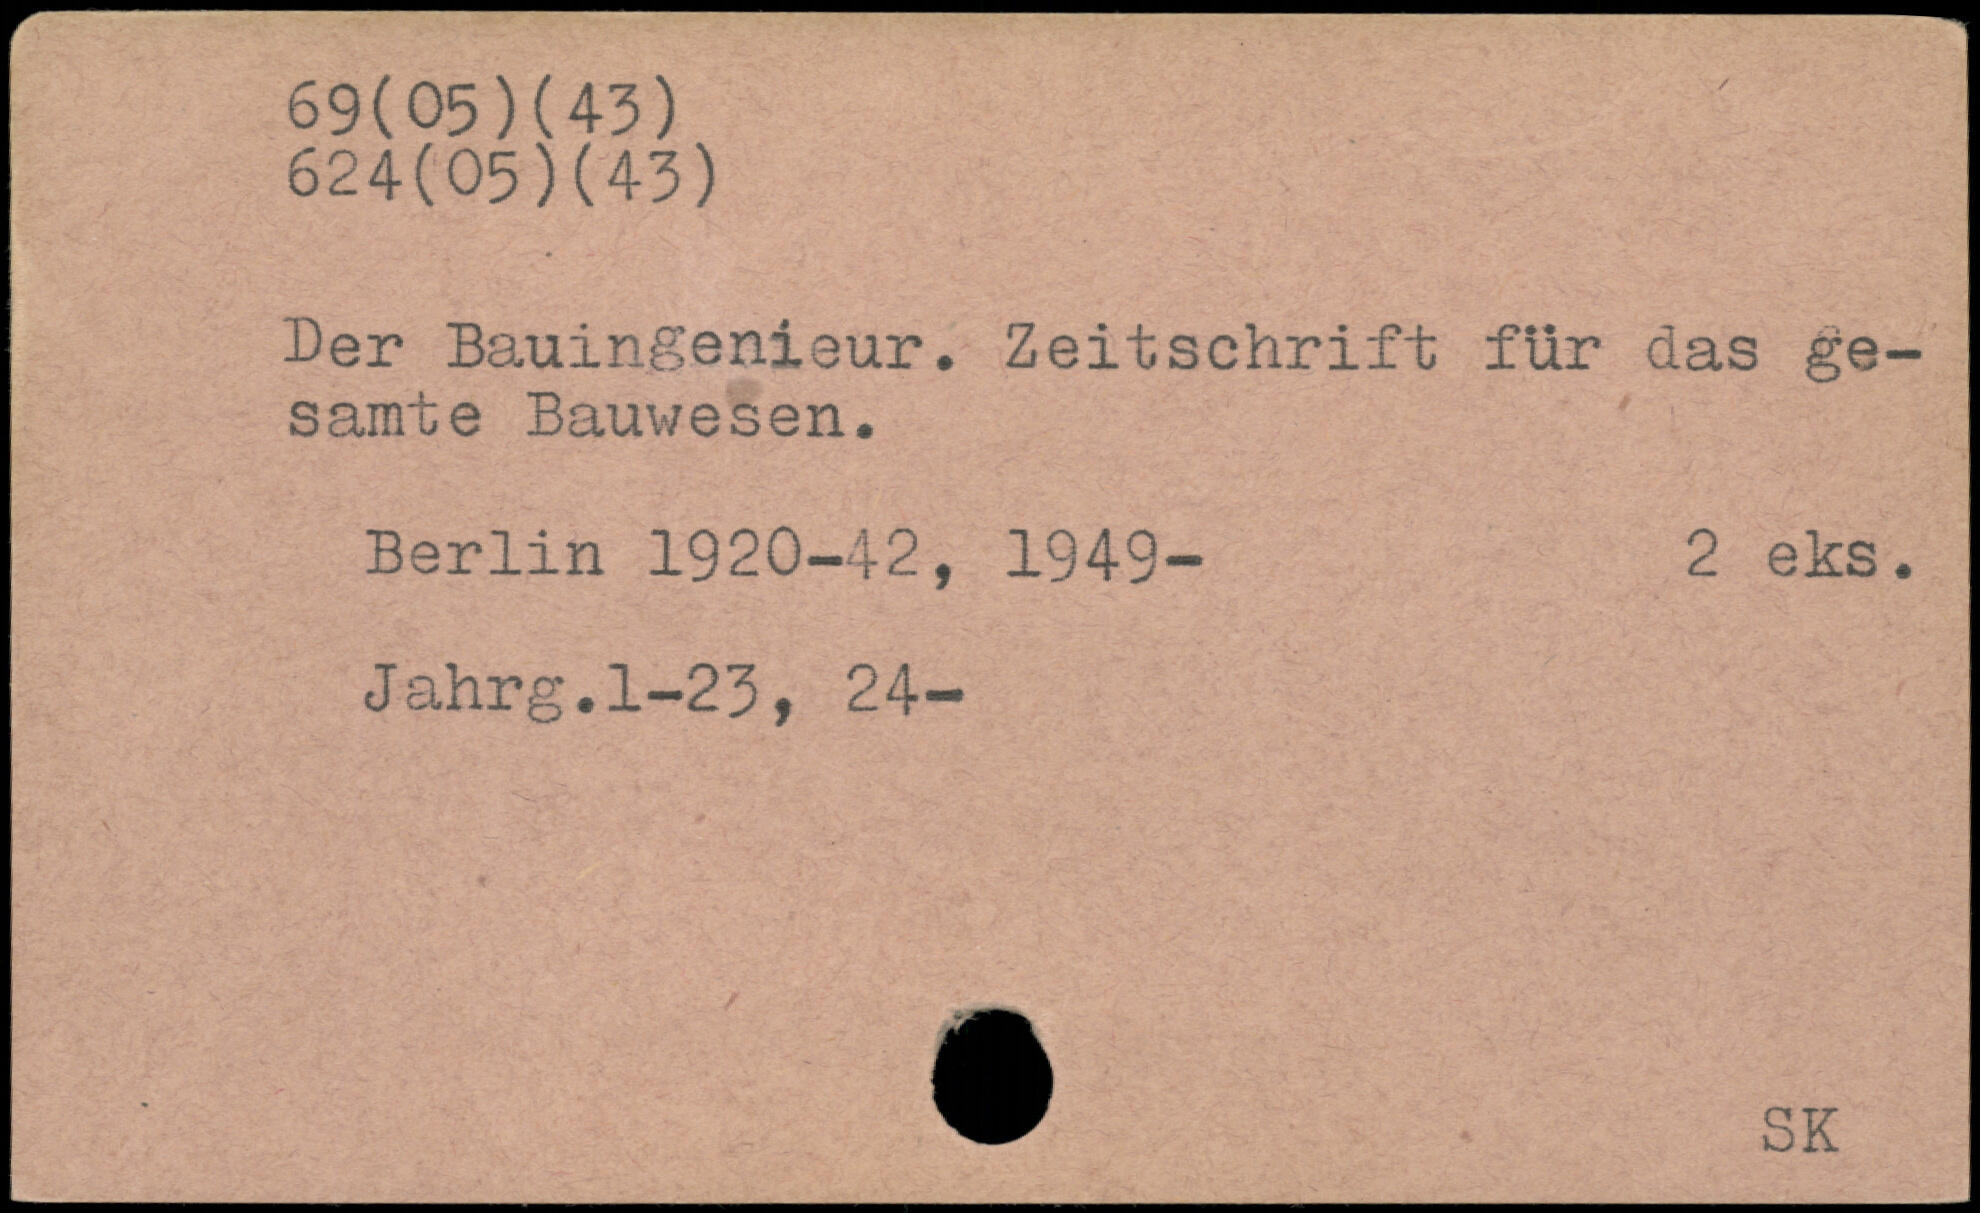 69(05)(43)
624(05)(43)
Der Bauingenieur. Zeitschrift für das ge-
samte Bauwesen.
Berlin 1920-42, 1949- 2 eks.
Jahrg.1-23, 24-
SK